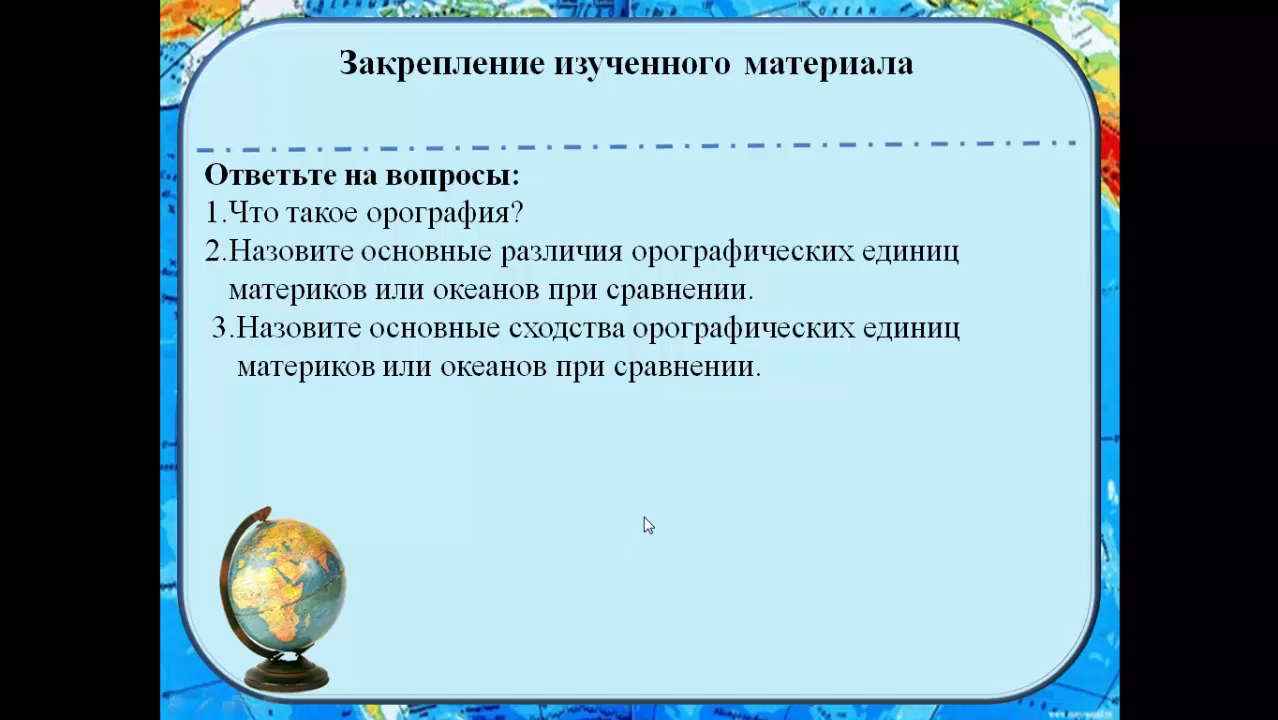 Закрепление изученного материала
Ответьте на вопросы:
1.Что такое орография?
2.Назовите основные различия орографических единиц
материков или океанов при сравнении.
3.Назовите основные сходства орографических единиц
материков или океанов при сравнении.